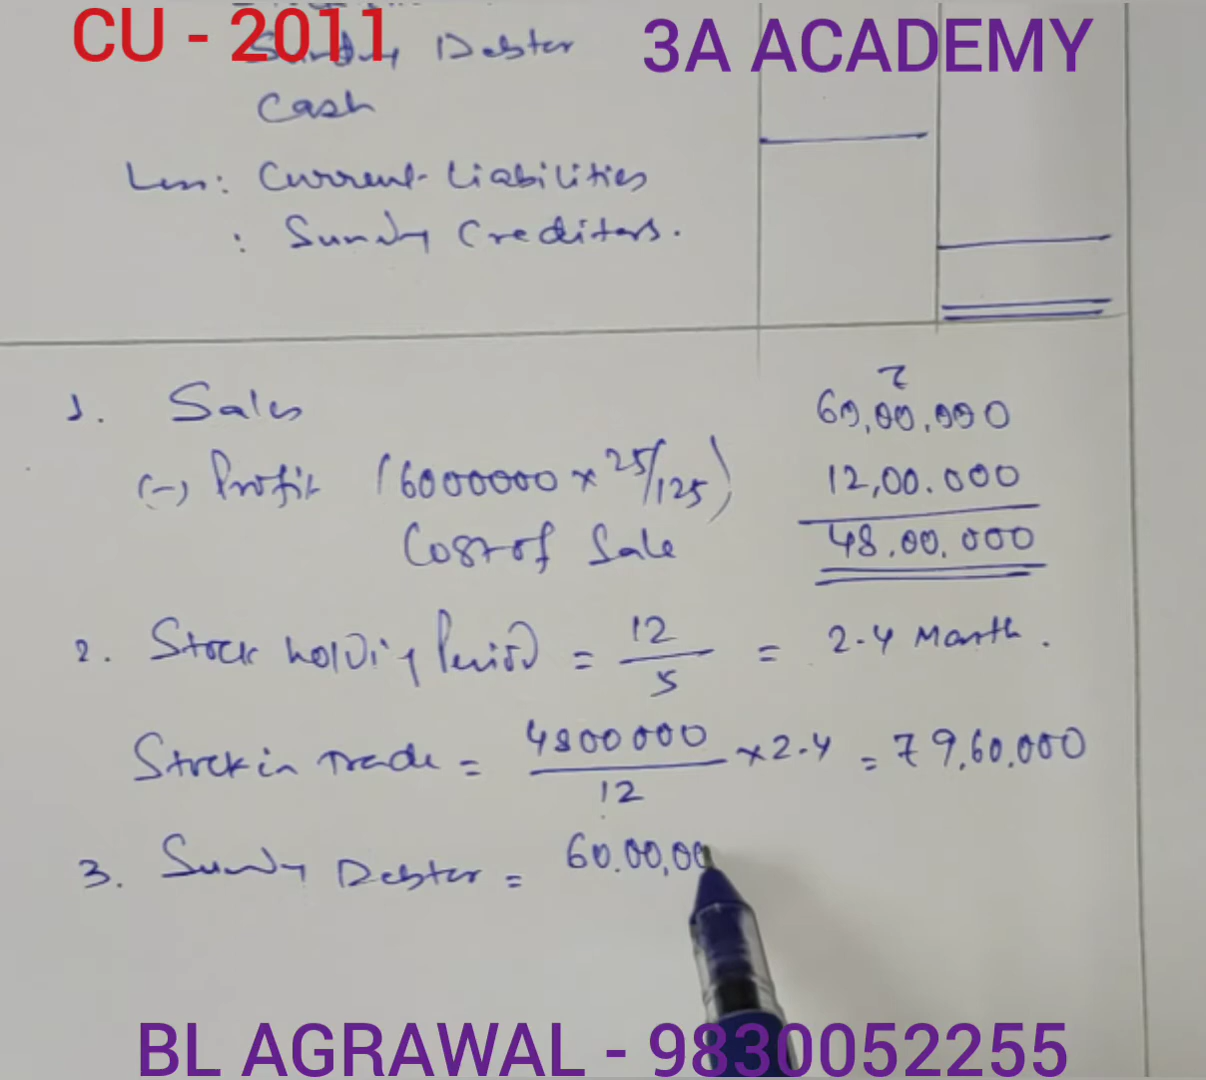 CU - 2011
3A ACADEMY
Sundry Debtor
Cash
Less: Current Liabilities
: Sundry Creditors.
₹
1. Sales 60,00,000
(-) Profit (6000000 × 25/125) 12,00.000
Cost of Sale 48.00.000
2. Stock holding Period = 12/5 = 2.4 Month.
Stock in Trade = 4800000/12 × 2.4 = ₹ 9,60,000
3. Sundry Debtor = 60.00,00
BL AGRAWAL - 9830052255